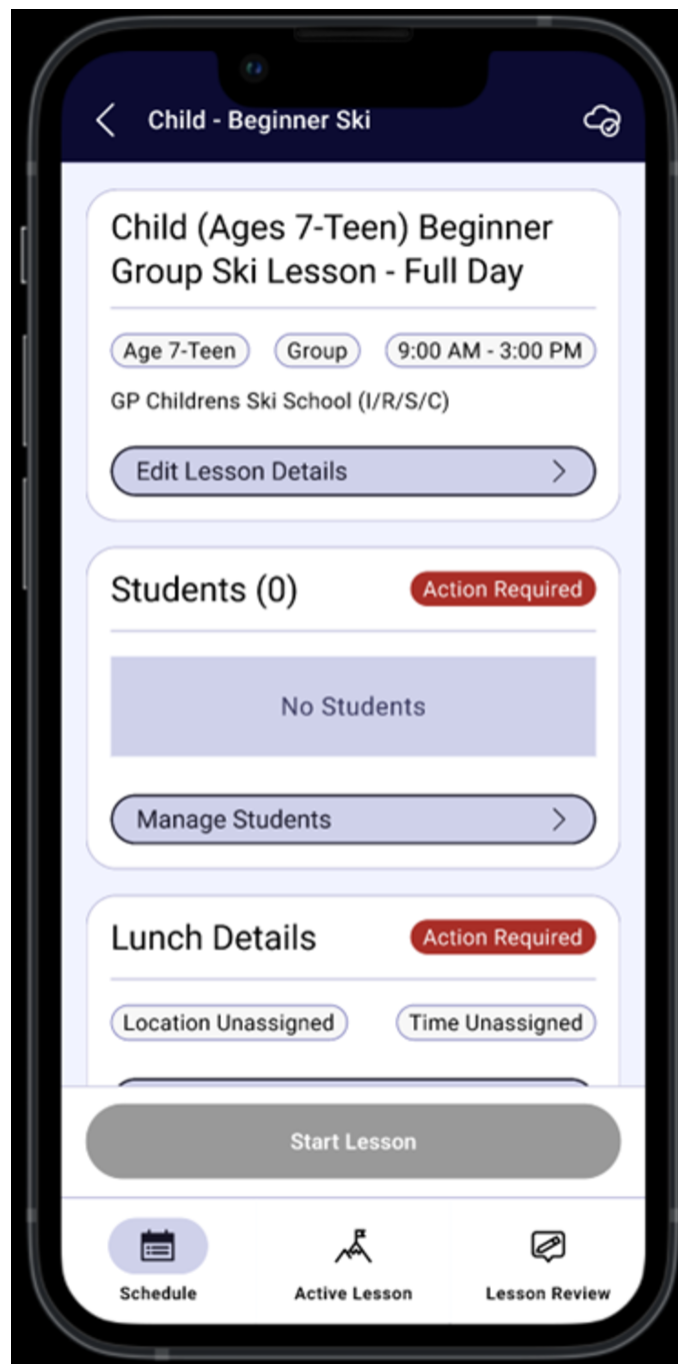 Child - Beginner Ski
Child (Ages 7-Teen) Beginner
Group Ski Lesson - Full Day
Age 7-Teen Group 9:00 AM - 3:00 PM
GP Childrens Ski School (I/R/S/C)
Edit Lesson Details
Students (0) Action Required
No Students
Manage Students
Lunch Details Action Required
Location Unassigned Time Unassigned
Start Lesson
Schedule Active Lesson Lesson Review